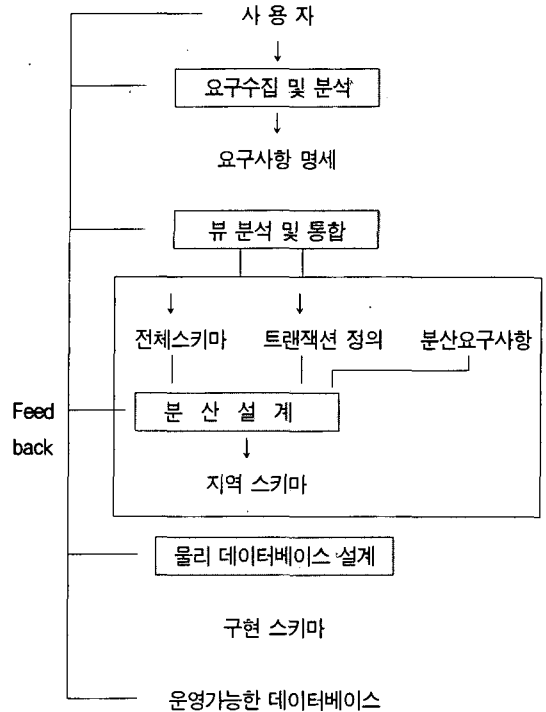 사 용 자
요구수집 및 분석
요구사항 명세
뷰 분석 및 통합
전체스키마 트랜잭션 정의 분산요구사항
Feed
back
분 산 설 계
지역 스키마
물리 데이터베이스 설계
구현 스키마
운영가능한 데이터베이스